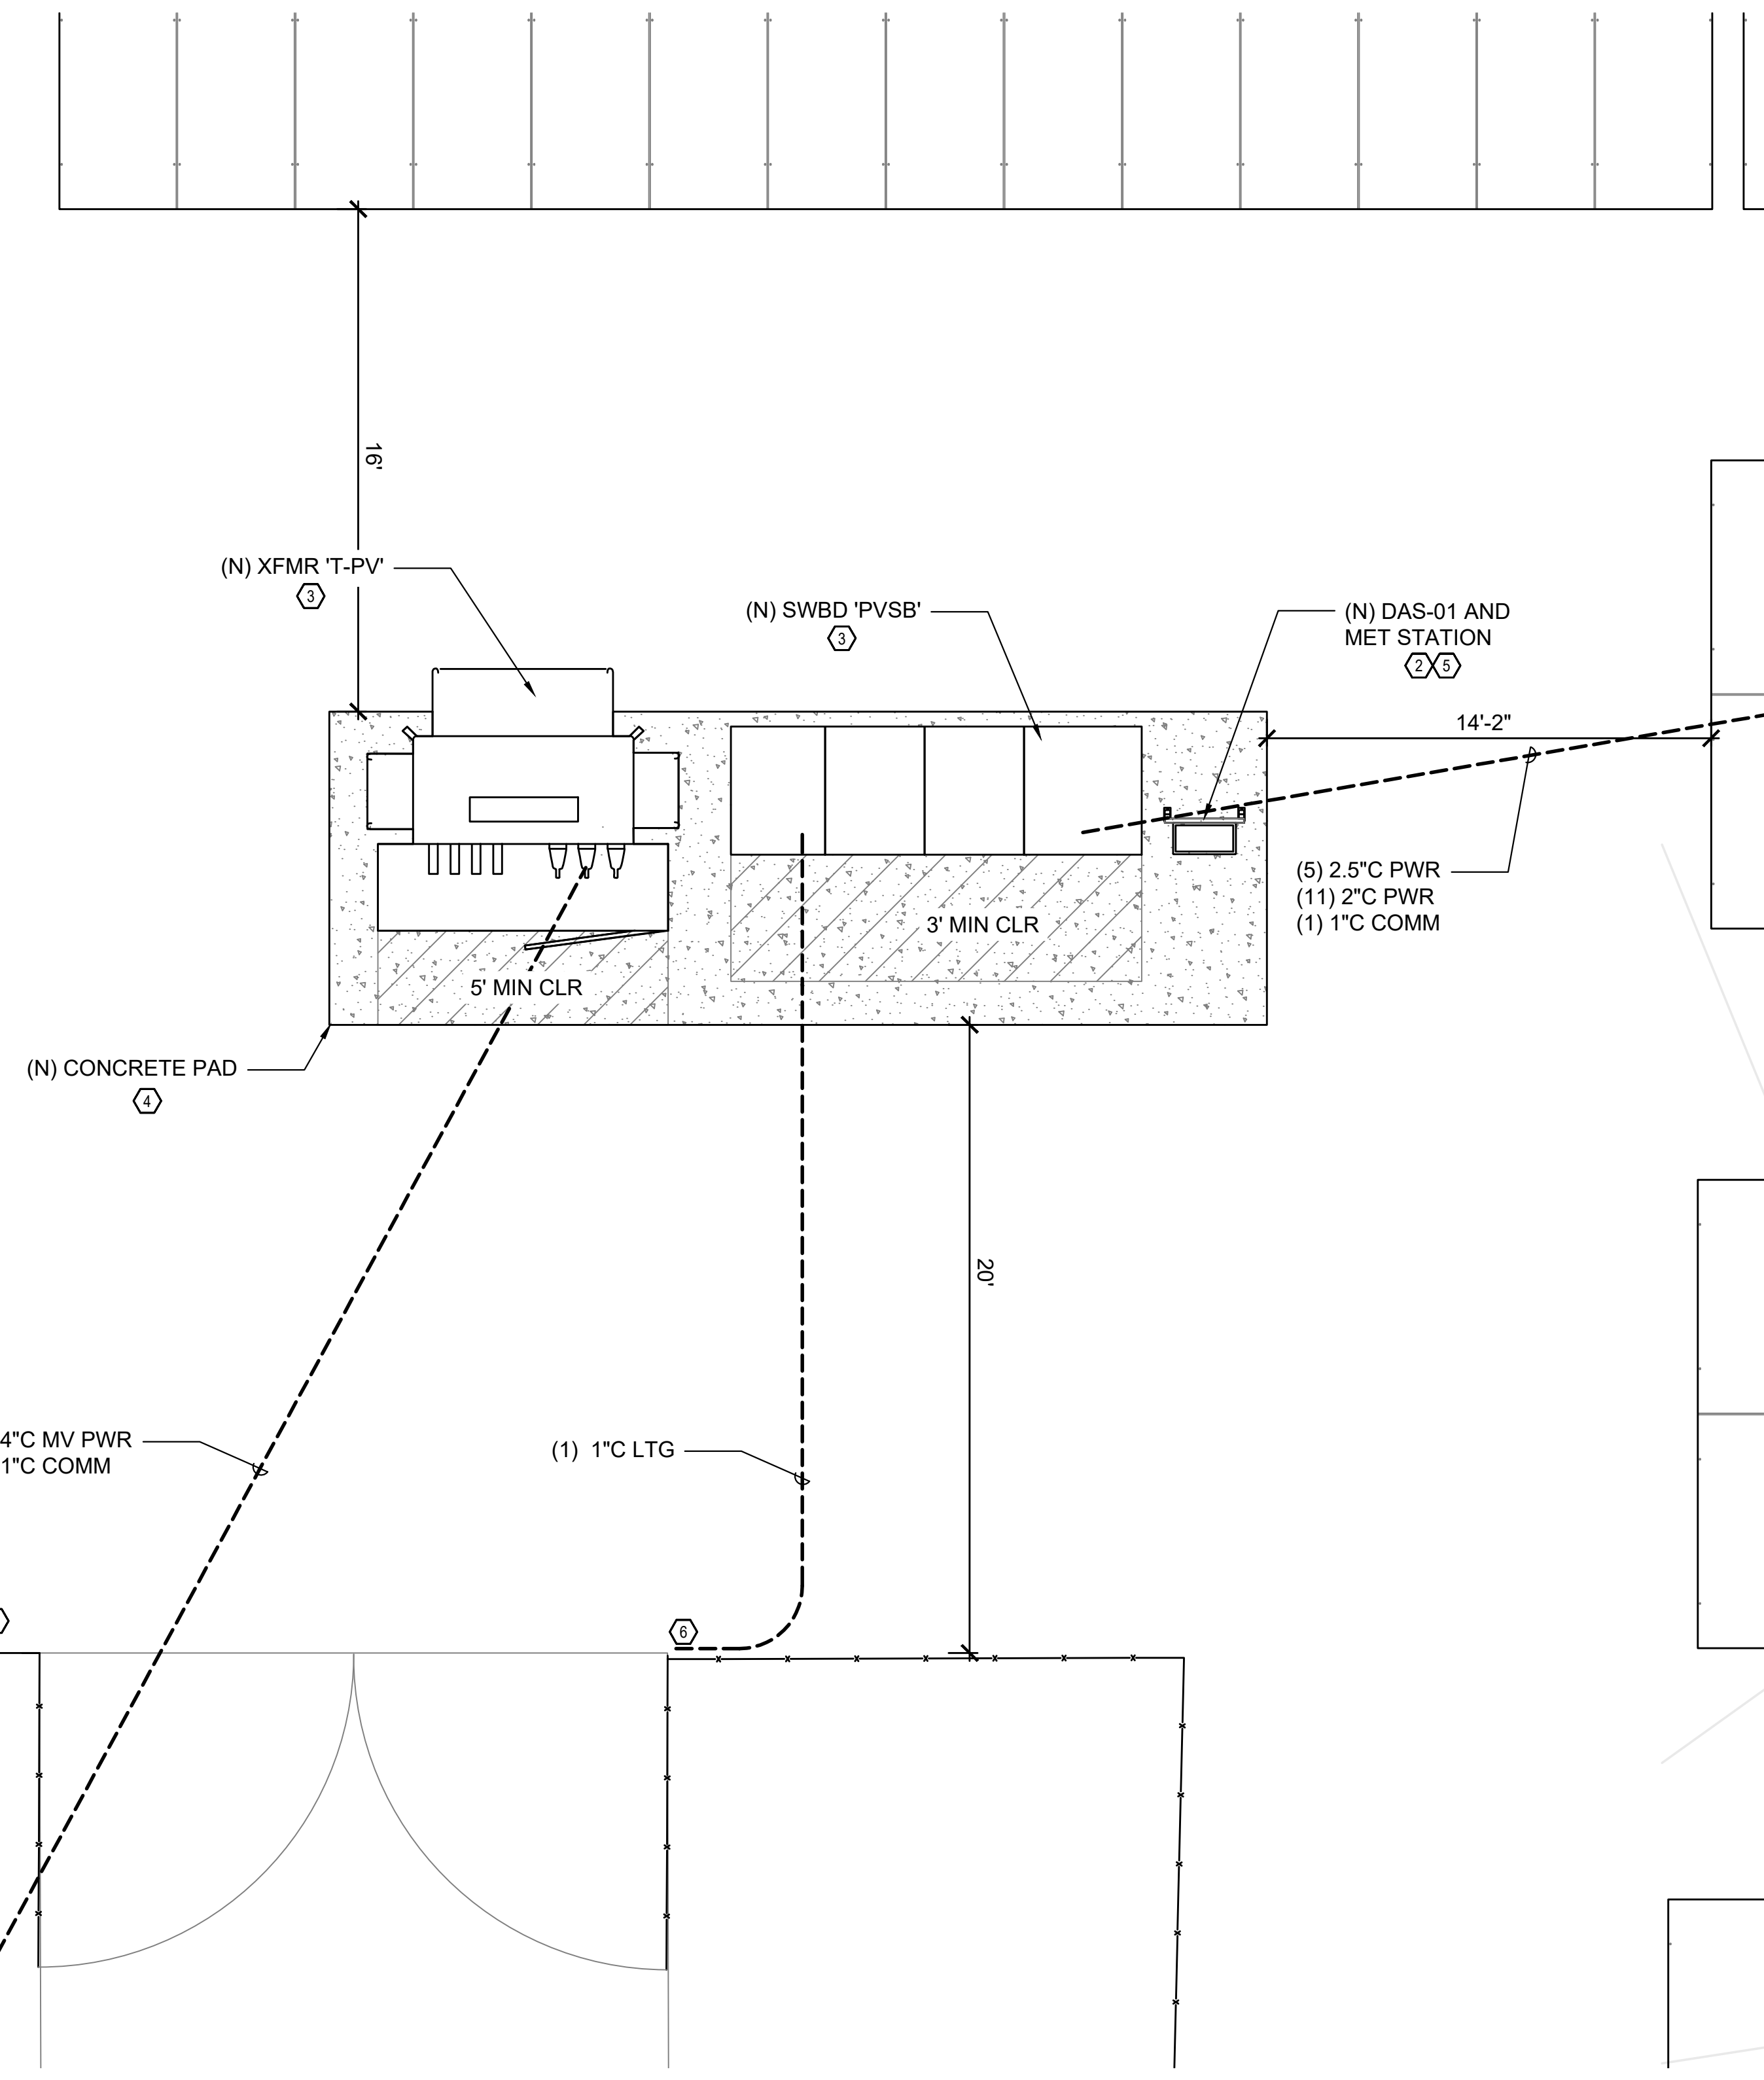 16'
(N) XFMR 'T-PV'
3
(N) SWBD 'PVSB'
3
(N) DAS-01 AND
MET STATION
2 5
14'-2"
(5) 2.5"C PWR
(11) 2"C PWR
(1) 1"C COMM
3' MIN CLR
5' MIN CLR
(N) CONCRETE PAD
4
20'
4"C MV PWR
1"C COMM
(1) 1"C LTG
6